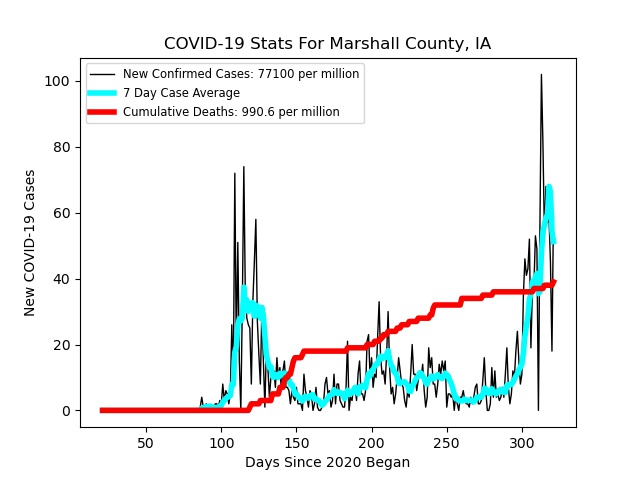 COVID-19 Stats For Marshall County, IA
New Confirmed Cases: 77100 per million
7 Day Case Average
Cumulative Deaths: 990.6 per million
New COVID-19 Cases
100
80
60
40
20
0
50
100
150
200
250
300
Days Since 2020 Began